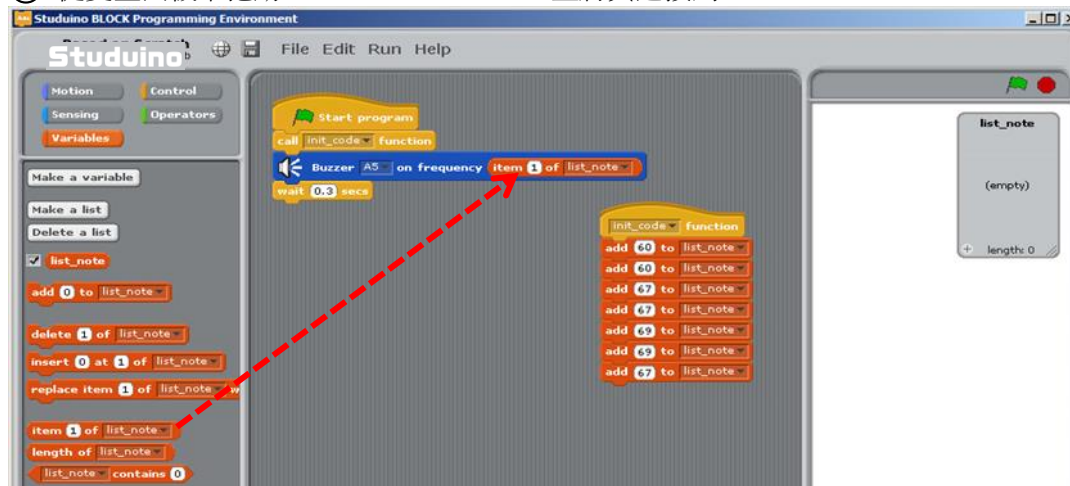 Studuino BLOCK Programming Environment
Studuino
File Edit Run Help
Motion Control
Sensing Operators
Variables
Make a variable
Make a list
Delete a list
list_note
add 0 to list_note
delete 1 of list_note
insert 0 at 1 of list_note
replace item 1 of list_note w
item 1 of list_note
length of list_note
list_note contains 0
Start program
call init_code function
Buzzer A5 on frequency item 1 of list_note
wait 0.3 secs
init_code function
add 60 to list_note
add 60 to list_note
add 67 to list_note
add 67 to list_note
add 69 to list_note
add 69 to list_note
add 67 to list_note
list_note
(empty)
+ length: 0